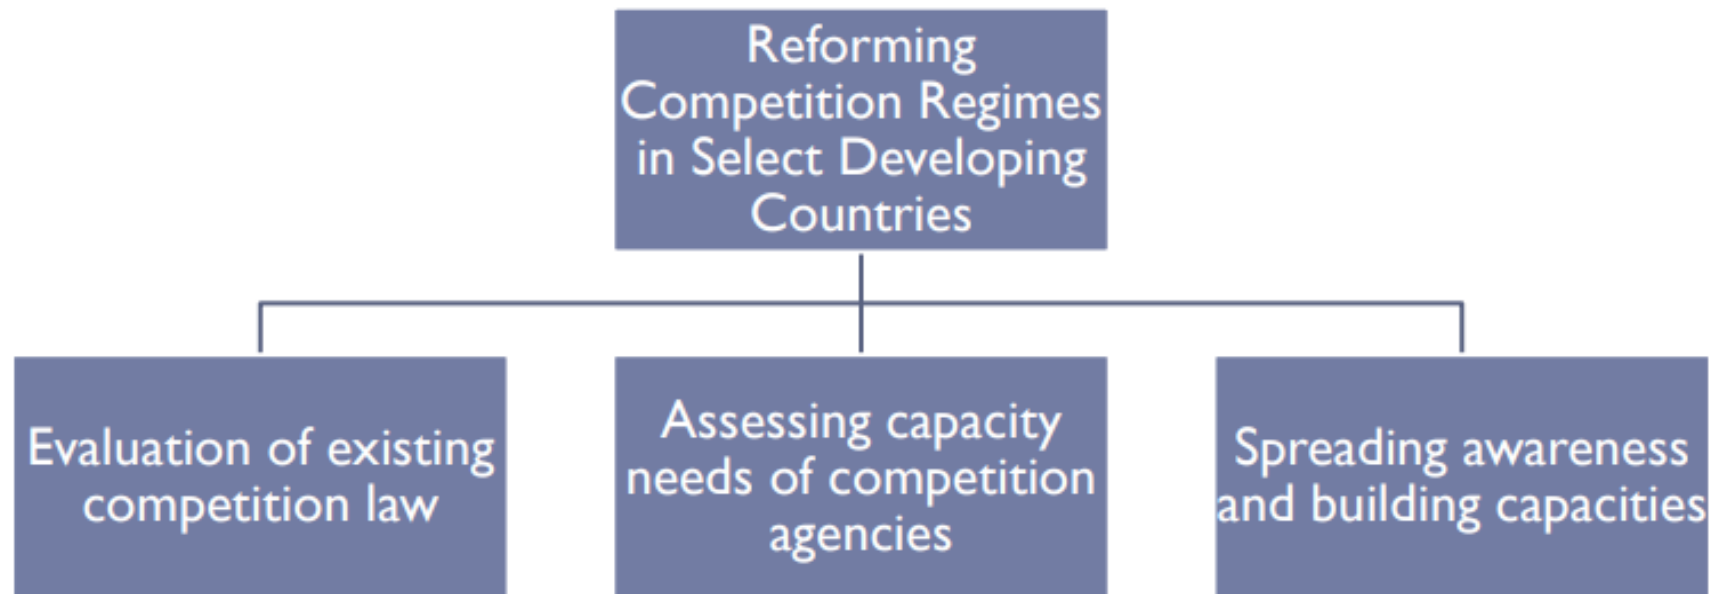 Reforming
Competition Regimes
in Select Developing
Countries
Evaluation of existing
competition law
Assessing capacity
needs of competition
agencies
Spreading awareness
and building capacities